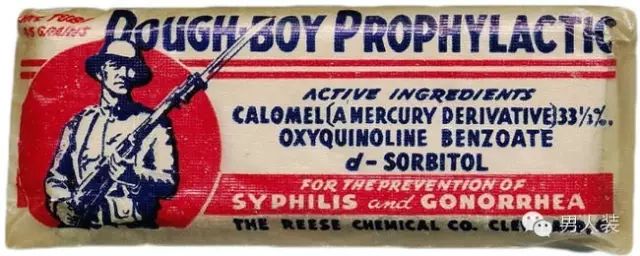 DOUGH-BOY PROPHYLACTIC
ACTIVE INGREDIENTS
CALOMEL (A MERCURY DERIVATIVE) 33⅓%.
OXYQUINOLINE BENZOATE
d-SORBITOL
FOR THE PREVENTION OF
SYPHILIS and GONORRHEA
THE REESE CHEMICAL CO.
男人装